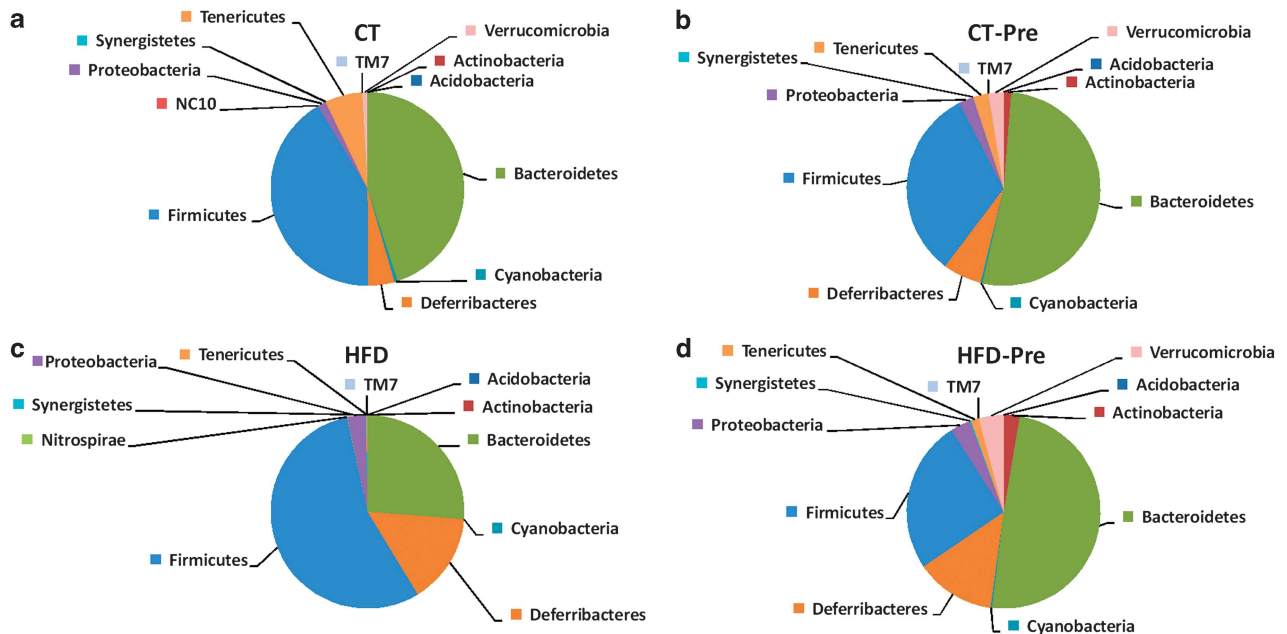 a
CT
Tenericutes
Verrucomicrobia
Synergistetes
TM7
Actinobacteria
Proteobacteria
Acidobacteria
NC10
Bacteroidetes
Firmicutes
Cyanobacteria
Deferribacteres
b
CT-Pre
Verrucomicrobia
Tenericutes
Synergistetes
TM7
Acidobacteria
Actinobacteria
Proteobacteria
Firmicutes
Bacteroidetes
Deferribacteres
Cyanobacteria
c
HFD
Proteobacteria
Tenericutes
TM7
Acidobacteria
Synergistetes
Actinobacteria
Nitrospirae
Bacteroidetes
Cyanobacteria
Firmicutes
Deferribacteres
d
HFD-Pre
Tenericutes
Verrucomicrobia
Synergistetes
TM7
Acidobacteria
Actinobacteria
Proteobacteria
Firmicutes
Bacteroidetes
Deferribacteres
Cyanobacteria